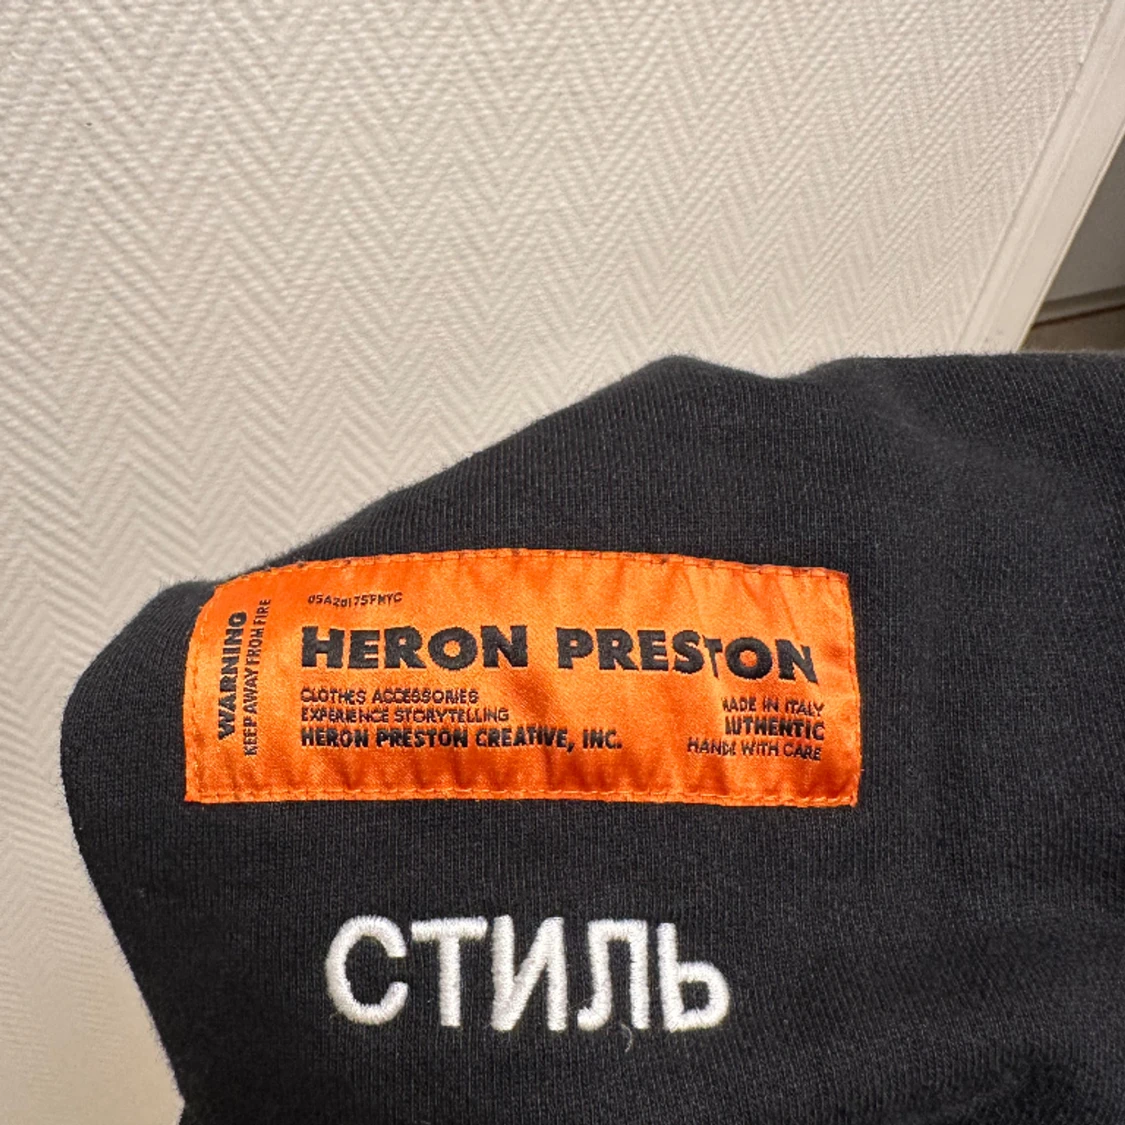 WARNING
KEEP AWAY FROM FIRE
HERON PRESTON
CLOTHES ACCESSORIES
EXPERIENCE STORYTELLING
HERON PRESTON CREATIVE, INC.
MADE IN ITALY
AUTHENTIC
HANDLE WITH CARE
СТИЛЬ